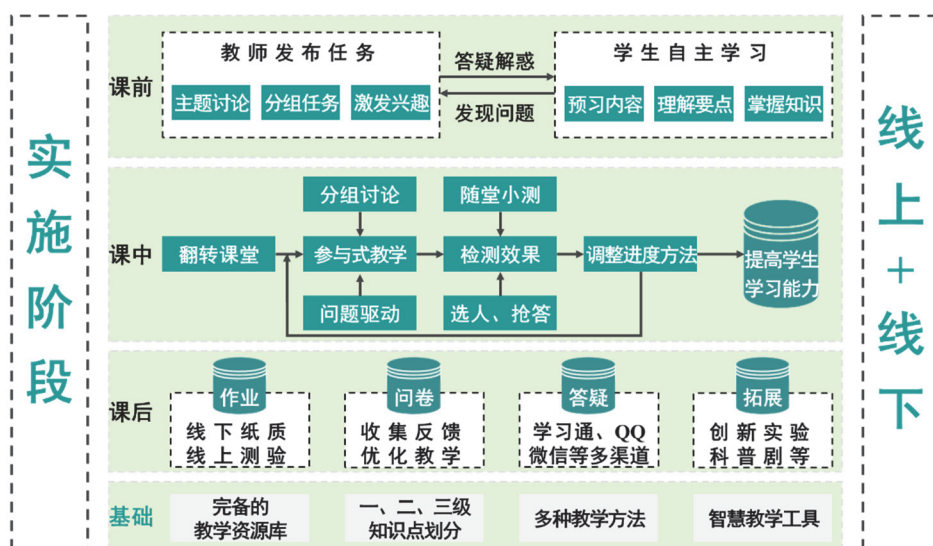 实施阶段
课前
教师发布任务
主题讨论 分组任务 激发兴趣
答疑解惑
发现问题
学生自主学习
预习内容 理解要点 掌握知识
课中
分组讨论 随堂小测
翻转课堂 参与式教学 检测效果 调整进度方法
提高学生
学习能力
问题驱动 选人、抢答
课后
作业
线下纸质
线上测验
问卷
收集反馈
优化教学
答疑
学习通、QQ
微信等多渠道
拓展
创新实验
科普剧等
基础
完备的
教学资源库
一、二、三级
知识点划分
多种教学方法
智慧教学工具
线上+线下